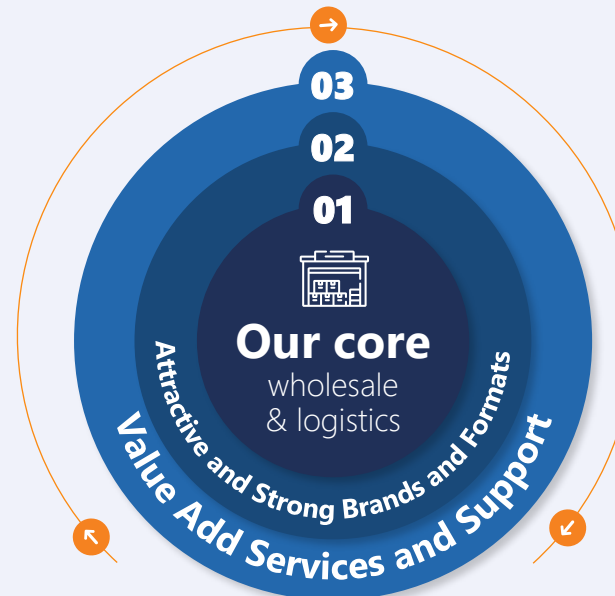 03
02
01
Our core
wholesale
& logistics
Attractive and Strong Brands and Formats
Value Add Services and Support